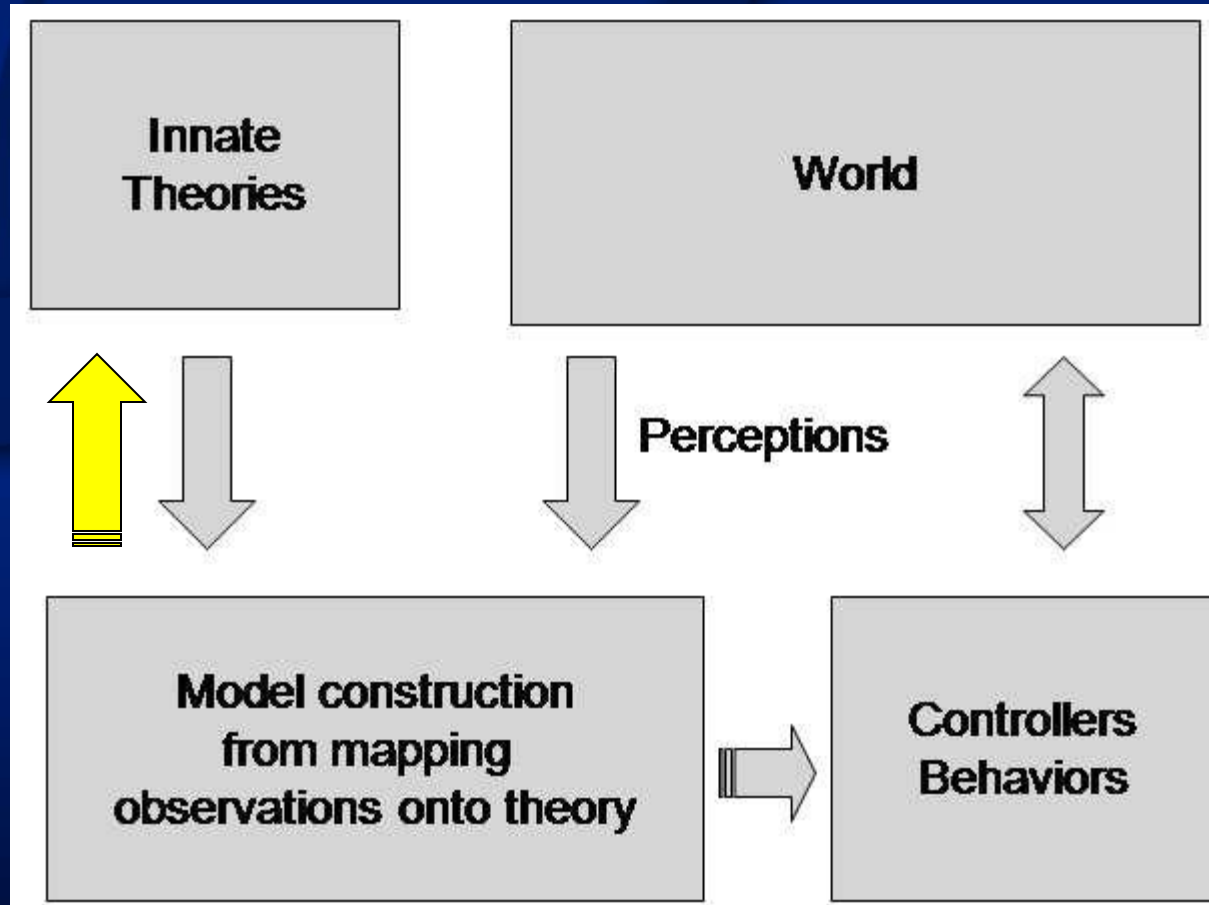 Innate
Theories
World
Perceptions
Model construction
from mapping
observations onto theory
Controllers
Behaviors